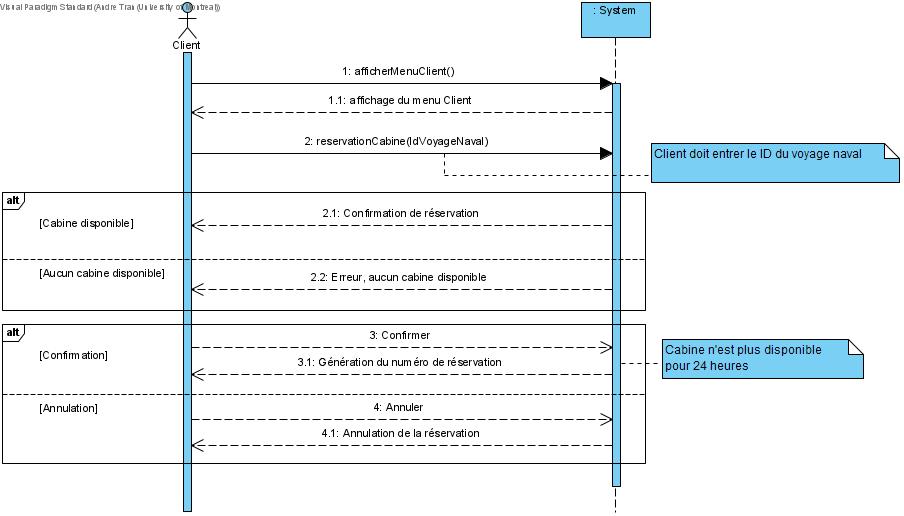 Visual Paradigm Standard (Andre Tran (University of Montreal))
Client
: System
1: afficherMenuClient()
1.1: affichage du menu Client
2: reservationCabine(IdVoyageNaval)
Client doit entrer le ID du voyage naval
alt
[Cabine disponible]
2.1: Confirmation de réservation
[Aucun cabine disponible]
2.2: Erreur, aucun cabine disponible
alt
[Confirmation]
3: Confirmer
3.1: Génération du numéro de réservation
Cabine n'est plus disponible
pour 24 heures
[Annulation]
4: Annuler
4.1: Annulation de la réservation